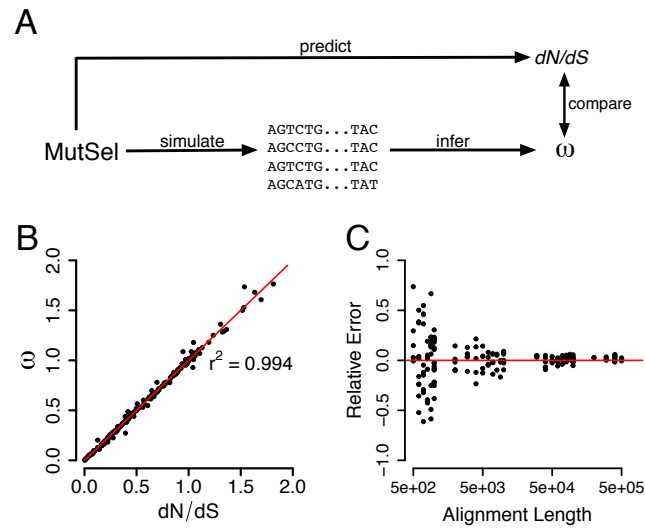 A
predict
dN/dS
compare
MutSel
simulate
AGTCTG...TAC
AGCCTG...TAC
AGTCTG...TAC
AGCATG...TAT
infer
ω
B
ω
0.0
0.5
1.0
1.5
2.0
r² = 0.994
0.0
0.5
1.0
1.5
2.0
dN/dS
C
Relative Error
1.0
0.5
0.0
−0.5
−1.0
5e+02
5e+03
5e+04
5e+05
Alignment Length